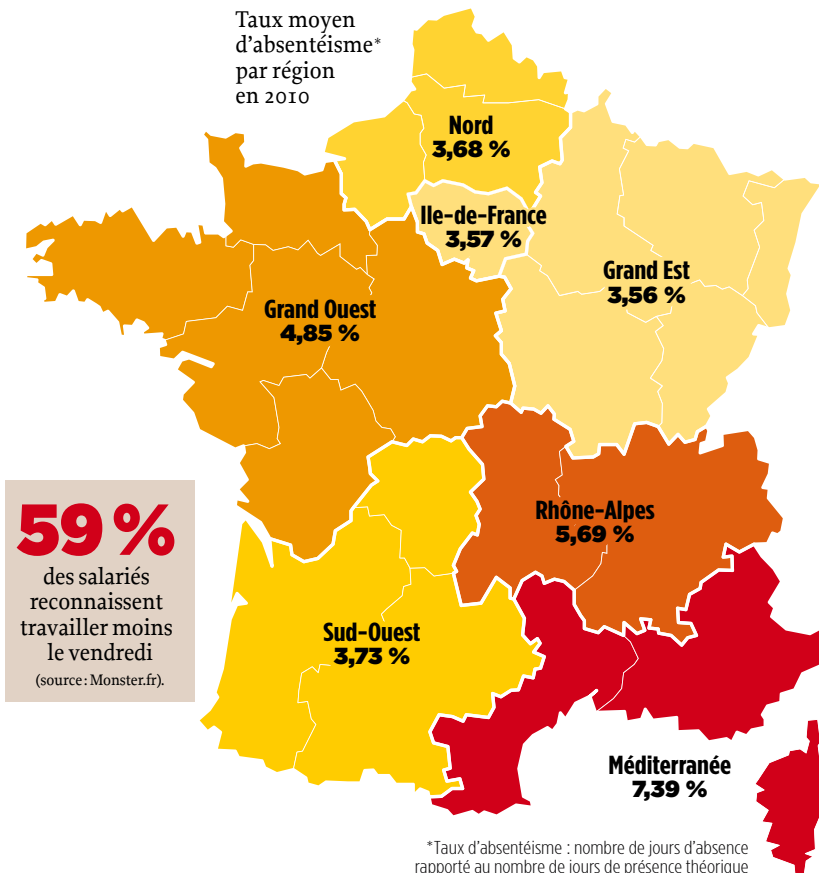 Taux moyen
d'absentéisme*
par région
en 2010
Nord
3,68 %
Ile-de-France
3,57 %
Grand Est
3,56 %
Grand Ouest
4,85 %
Rhône-Alpes
5,69 %
Sud-Ouest
3,73 %
Méditerranée
7,39 %
59 %
des salariés
reconnaissent
travailler moins
le vendredi
(source : Monster.fr).
*Taux d'absentéisme : nombre de jours d'absence
rapporté au nombre de jours de présence théorique